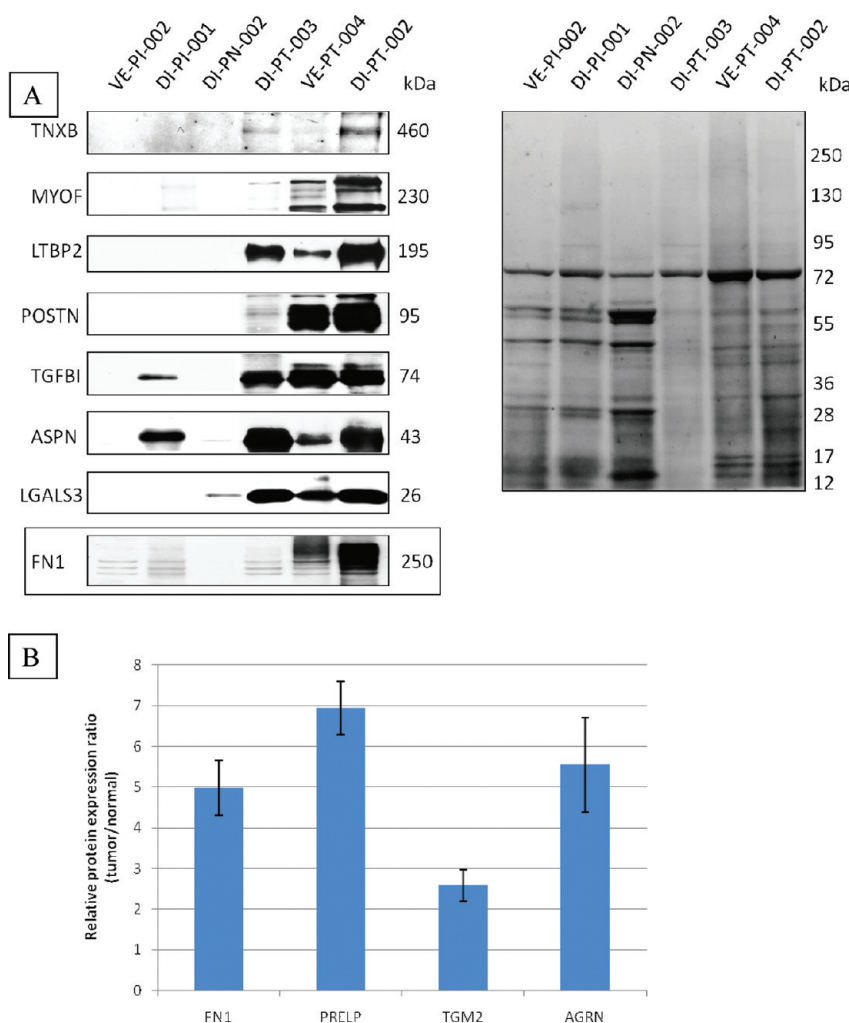 VE-PI-002 DI-PI-001 DI-PN-002 DI-PT-003 VE-PT-004 DI-PT-002
kDa
A
TNXB 460
MYOF 230
LTBP2 195
POSTN 95
TGFBI 74
ASPN 43
LGALS3 26
FN1 250
VE-PI-002 DI-PI-001 DI-PN-002 DI-PT-003 VE-PT-004 DI-PT-002
kDa
250
130
95
72
55
36
28
17
12
B
Relative protein expression ratio
(tumor/normal)
8
7
6
5
4
3
2
1
0
FN1 PRELP TGM2 AGRN